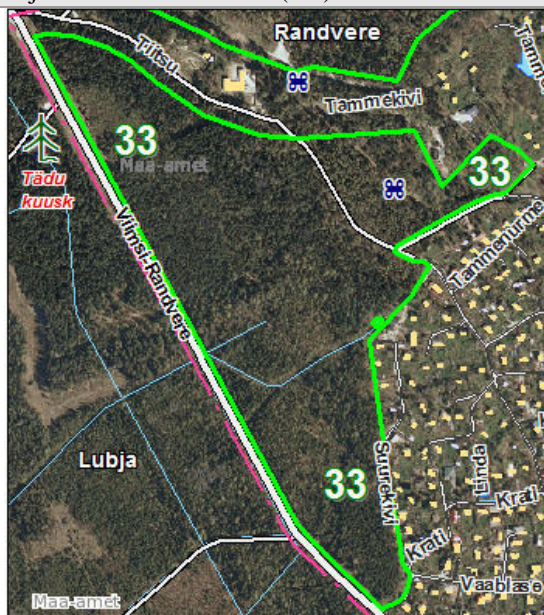 Randvere
Tiitsu
Tammekivi
33
Maa-amet
33
Tädu
kuusk
Viimsi-Randvere
Tammenurme
Lubja
33
Suurekivi
Linda
Krati
Krati
Vaablase
Maa-amet